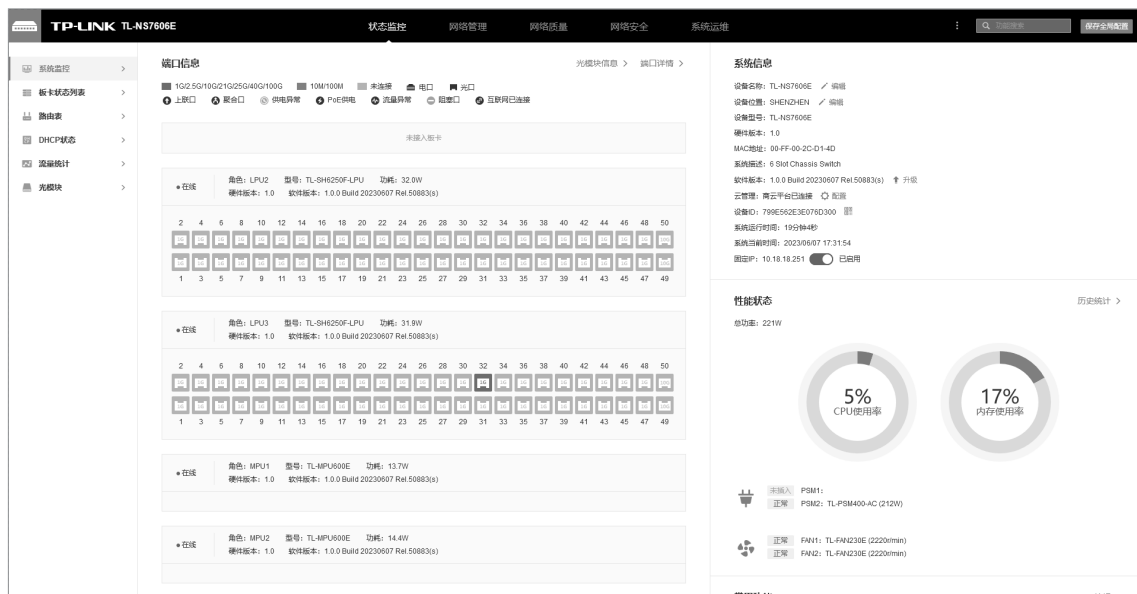 TP-LINK TL-NS7606E
状态监控 网络管理 网络质量 网络安全 系统运维
功能搜索 保存全局配置
系统监控
板卡状态列表
路由表
DHCP状态
流量统计
光模块
端口信息 光模块信息 端口详情
1G/2.5G/10G/21G/25G/40G/100G 10M/100M 未连接 电口 光口
上联口 聚合口 供电异常 PoE供电 流量异常 阻塞口 互联网已连接
未插入板卡
在线
角色：LPU2 型号：TL-SH6250F-LPU 功耗：32.0W
硬件版本：1.0 软件版本：1.0.0 Build 20230607 Rel.50883(s)
2 4 6 8 10 12 14 16 18 20 22 24 26 28 30 32 34 36 38 40 42 44 46 48 50
1 3 5 7 9 11 13 15 17 19 21 23 25 27 29 31 33 35 37 39 41 43 45 47 49
在线
角色：LPU3 型号：TL-SH6250F-LPU 功耗：31.9W
硬件版本：1.0 软件版本：1.0.0 Build 20230607 Rel.50883(s)
2 4 6 8 10 12 14 16 18 20 22 24 26 28 30 32 34 36 38 40 42 44 46 48 50
1 3 5 7 9 11 13 15 17 19 21 23 25 27 29 31 33 35 37 39 41 43 45 47 49
在线
角色：MPU1 型号：TL-MPU600E 功耗：13.7W
硬件版本：1.0 软件版本：1.0.0 Build 20230607 Rel.50883(s)
在线
角色：MPU2 型号：TL-MPU600E 功耗：14.4W
硬件版本：1.0 软件版本：1.0.0 Build 20230607 Rel.50883(s)
系统信息
设备名称：TL-NS7606E 编辑
设备位置：SHENZHEN 编辑
设备型号：TL-NS7606E
硬件版本：1.0
MAC地址：00-FF-00-2C-D1-4D
系统描述：6 Slot Chassis Switch
软件版本：1.0.0 Build 20230607 Rel.50883(s) 升级
云管理：商云平台已连接 配置
设备ID：799E562E3E076D300
系统运行时间：19分钟4秒
系统当前时间：2023/06/07 17:31:54
固定IP：10.18.18.251 已启用
性能状态 历史统计
总功率：221W
5%
CPU使用率
17%
内存使用率
未插入 PSM1：
正常 PSM2：TL-PSM400-AC (212W)
正常 FAN1：TL-FAN230E (2220r/min)
正常 FAN2：TL-FAN230E (2220r/min)